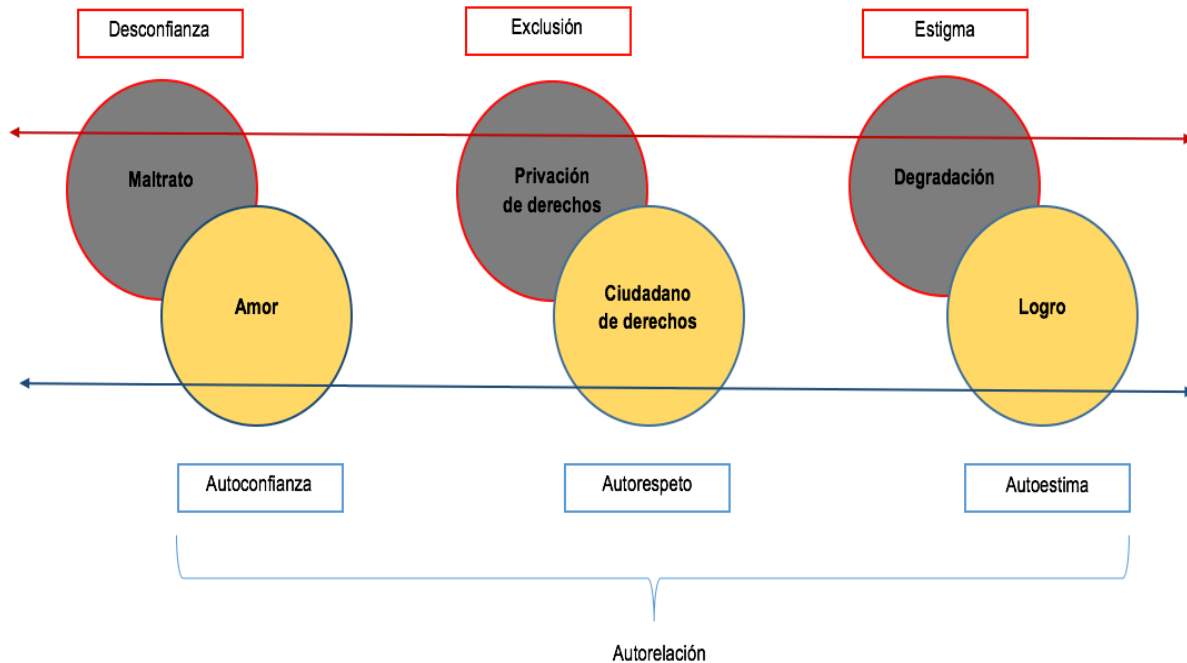 Desconfianza
Exclusión
Estigma
Maltrato
Privación
de derechos
Degradación
Amor
Ciudadano
de derechos
Logro
Autoconfianza
Autorespeto
Autoestima
Autorelación